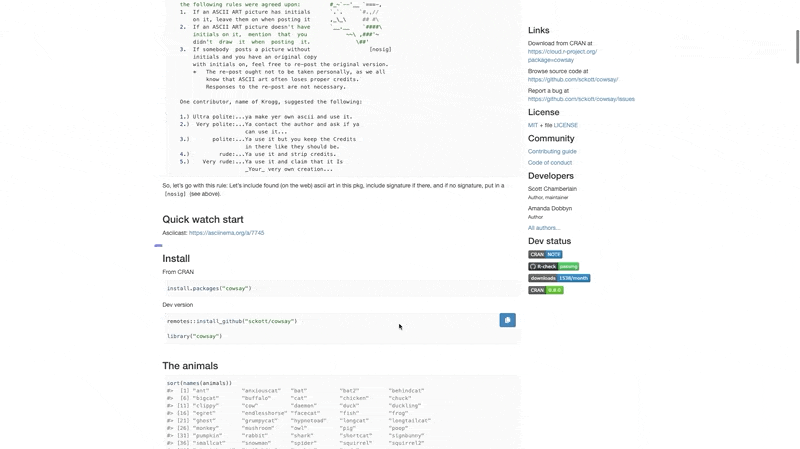 the following rules were agreed upon:
1. If an ASCII ART picture has initials
on it, leave them on when posting it
2. If an ASCII ART picture doesn't have
initials on it, mention that you
didn't draw it when posting it.
3. If somebody posts a picture without [nosig]
initials and you have an original copy
with initials on, feel free to re-post the original version.
* The re-post ought not to be taken personally, as we all
know that ASCII art often loses proper credits.
Responses to the re-post are not necessary.
One contributor, name of Krogg, suggested the following:
1.) Ultra polite:...ya make yer own ascii and use it.
2.) Very polite:...Ya contact the author and ask if ya
can use it...
3.) polite:...Ya use it but you keep the Credits
in there like they should be.
4.) rude:...Ya use it and strip credits.
5.) Very rude:...Ya use it and claim that it Is
_Your_ very own creation...
So, let's go with this rule: Let's include found (on the web) ascii art in this pkg, include signature if there, and if no signature, put in a
[nosig] (see above).
Quick watch start
Asciicast: https://asciinema.org/a/7745
Install
From CRAN
install.packages("cowsay")
Dev version
remotes::install_github("sckott/cowsay")
library("cowsay")
The animals
sort(names(animals))
#> [1] "ant" "anxiouscat" "bat" "bat2" "behindcat"
#> [6] "bigcat" "buffalo" "cat" "chicken" "chuck"
#> [11] "clippy" "cow" "daemon" "duck" "duckling"
#> [16] "egret" "endlesshorse" "facecat" "fish" "frog"
#> [21] "ghost" "grumpycat" "hypnotoad" "longcat" "longtailcat"
#> [26] "monkey" "mushroom" "owl" "pig" "poop"
#> [31] "pumpkin" "rabbit" "shark" "shortcat" "signbunny"
#> [36] "smallcat" "snowman" "spider" "squirrel" "squirrel2"
Links
Download from CRAN at
https://cloud.r-project.org/
package=cowsay
Browse source code at
https://github.com/sckott/cowsay/
Report a bug at
https://github.com/sckott/cowsay/issues
License
MIT + file LICENSE
Community
Contributing guide
Code of conduct
Developers
Scott Chamberlain
Author, maintainer
Amanda Dobbyn
Author
All authors...
Dev status
CRAN NOTE
R-check passing
downloads 1538/month
CRAN 0.8.0